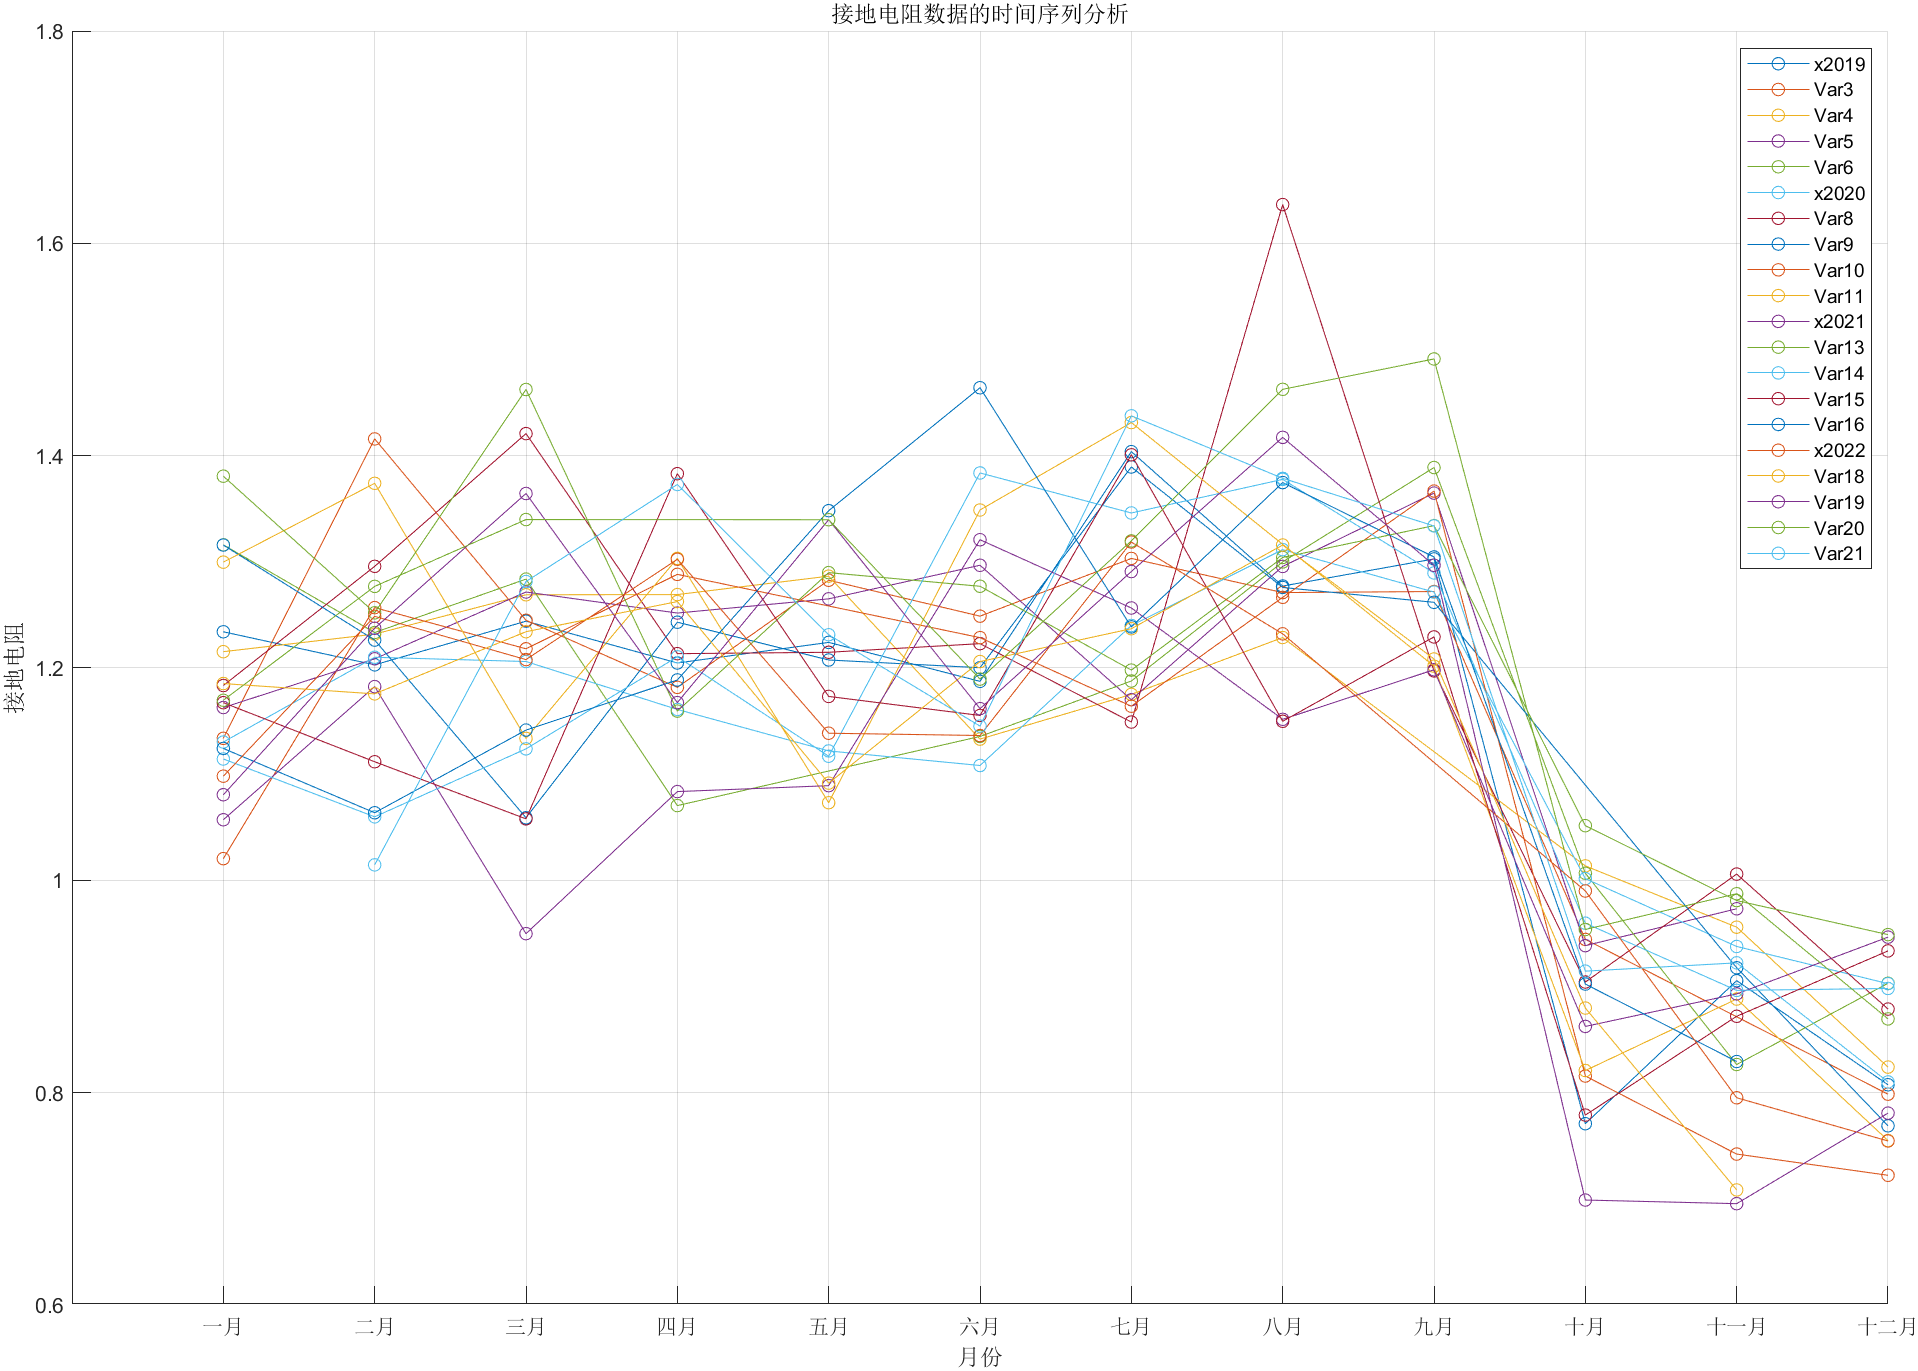 接地电阻数据的时间序列分析
1.8
1.6
1.4
1.2
1
0.8
0.6
接地电阻
一月
二月
三月
四月
五月
六月
七月
八月
九月
十月
十一月
十二月
月份
x2019
Var3
Var4
Var5
Var6
x2020
Var8
Var9
Var10
Var11
x2021
Var13
Var14
Var15
Var16
x2022
Var18
Var19
Var20
Var21